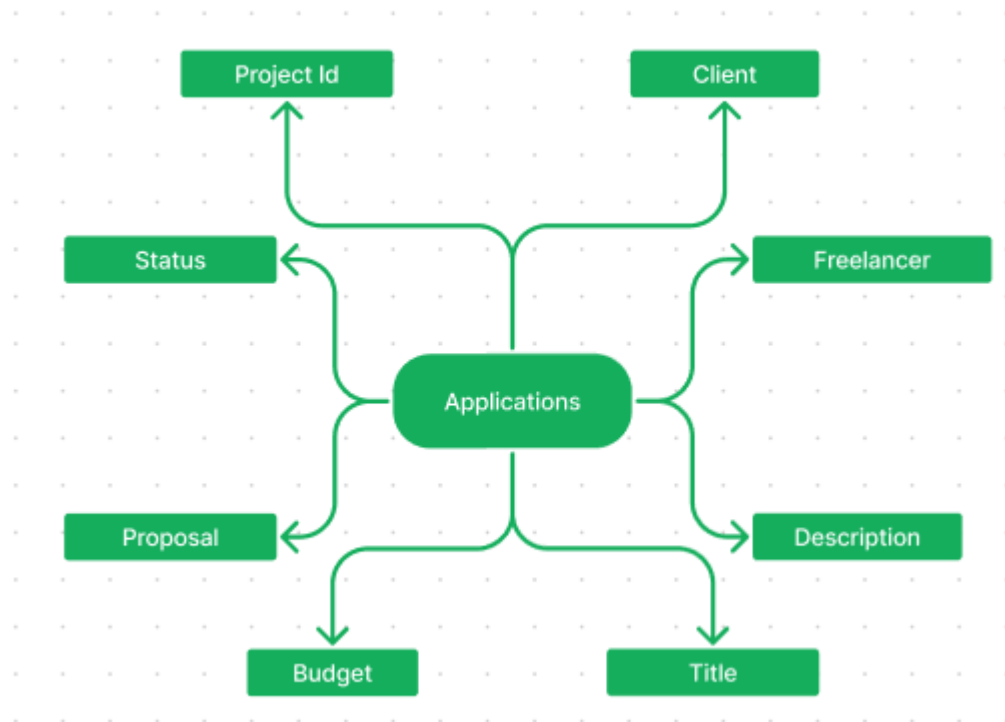 Project Id
Client
Status
Freelancer
Applications
Proposal
Description
Budget
Title